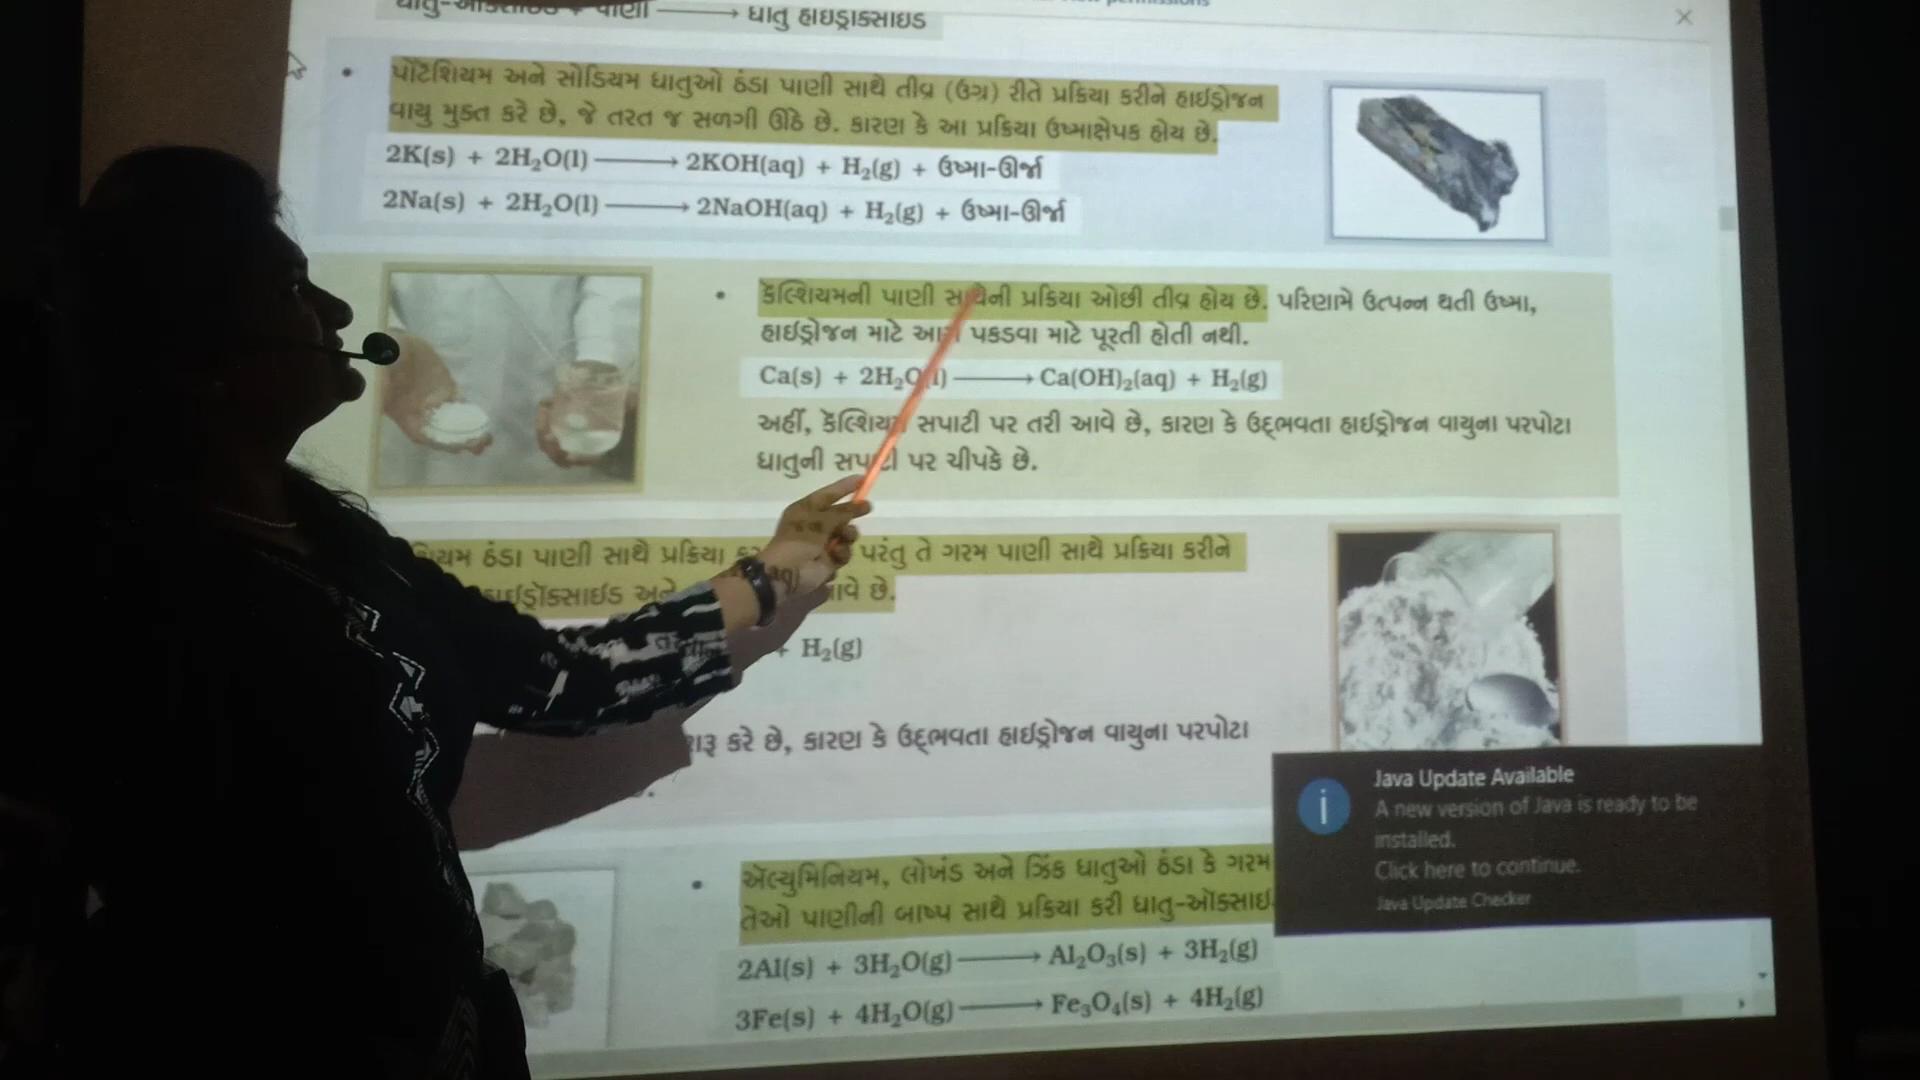 ધાતુ-ઑક્સાઇડ + પાણી ⟶ ધાતુ હાઇડ્રાક્સાઇડ
• પોટૅશિયમ અને સોડિયમ ધાતુઓ ઠંડા પાણી સાથે તીવ્ર (ઉગ્ર) રીતે પ્રક્રિયા કરીને હાઈડ્રોજન
વાયુ મુક્ત કરે છે, જે તરત જ સળગી ઊઠે છે. કારણ કે આ પ્રક્રિયા ઉષ્માક્ષેપક હોય છે.
2K(s) + 2H₂O(l) ⟶ 2KOH(aq) + H₂(g) + ઉષ્મા-ઊર્જા
2Na(s) + 2H₂O(l) ⟶ 2NaOH(aq) + H₂(g) + ઉષ્મા-ઊર્જા
• કૅલ્શિયમની પાણી સાથેની પ્રક્રિયા ઓછી તીવ્ર હોય છે. પરિણામે ઉત્પન્ન થતી ઉષ્મા,
હાઈડ્રોજન માટે આગ પકડવા માટે પૂરતી હોતી નથી.
Ca(s) + 2H₂O(l) ⟶ Ca(OH)₂(aq) + H₂(g)
અહીં, કૅલ્શિયમ સપાટી પર તરી આવે છે, કારણ કે ઉદ્ભવતા હાઈડ્રોજન વાયુના પરપોટા
ધાતુની સપાટી પર ચીપકે છે.
ઠંડા પાણી સાથે પ્રક્રિયા પરંતુ તે ગરમ પાણી સાથે પ્રક્રિયા કરીને
અને છે.
+ H₂(g)
કરે છે, કારણ કે ઉદ્ભવતા હાઈડ્રોજન વાયુના પરપોટા
• ઍલ્યુમિનિયમ, લોખંડ અને ઝિંક ધાતુઓ ઠંડા કે ગરમ
તેઓ પાણીની બાષ્પ સાથે પ્રક્રિયા કરી
2Al(s) + 3H₂O(g) ⟶ Al₂O₃(s) + 3H₂(g)
3Fe(s) + 4H₂O(g) ⟶ Fe₃O₄(s) + 4H₂(g)
Java Update Available
A new version of Java is ready to be
installed.
Click here to continue.
Java Update Checker